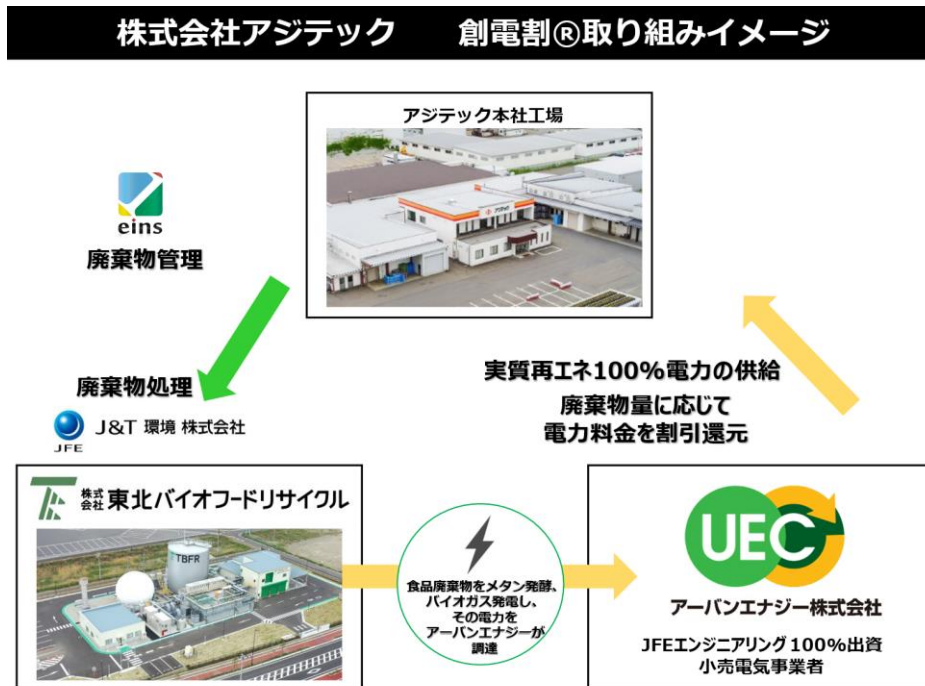 株式会社アジテック 創電割®取り組みイメージ
アジテック本社工場
eins
廃棄物管理
廃棄物処理
JFE
J&T 環境 株式会社
実質再エネ100%電力の供給
廃棄物量に応じて
電力料金を割引還元
株式
会社
東北バイオフードリサイクル
TBFR
食品廃棄物をメタン発酵、
バイオガス発電し、
その電力を
アーバンエナジーが
調達
UEC
アーバンエナジー株式会社
JFEエンジニアリング100%出資
小売電気事業者